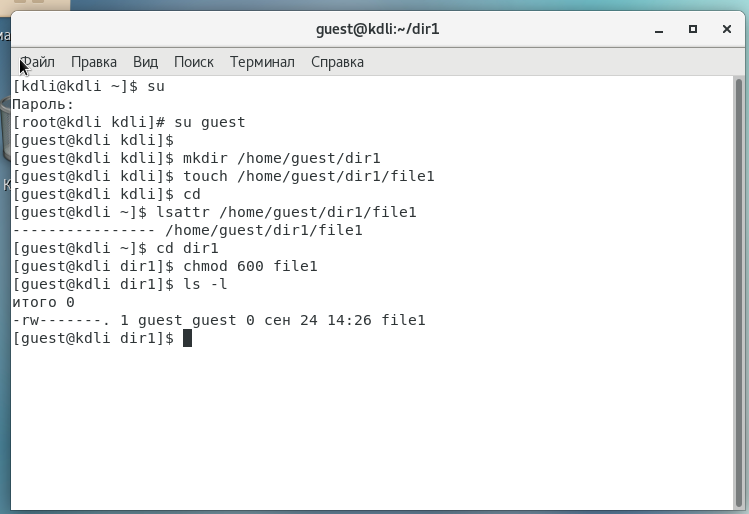 guest@kdli:~/dir1
Файл Правка Вид Поиск Терминал Справка
[kdli@kdli ~]$ su
Пароль:
[root@kdli kdli]# su guest
[guest@kdli kdli]$
[guest@kdli kdli]$ mkdir /home/guest/dir1
[guest@kdli kdli]$ touch /home/guest/dir1/file1
[guest@kdli kdli]$ cd
[guest@kdli ~]$ lsattr /home/guest/dir1/file1
---------------- /home/guest/dir1/file1
[guest@kdli ~]$ cd dir1
[guest@kdli dir1]$ chmod 600 file1
[guest@kdli dir1]$ ls -l
итого 0
-rw-------. 1 guest guest 0 сен 24 14:26 file1
[guest@kdli dir1]$